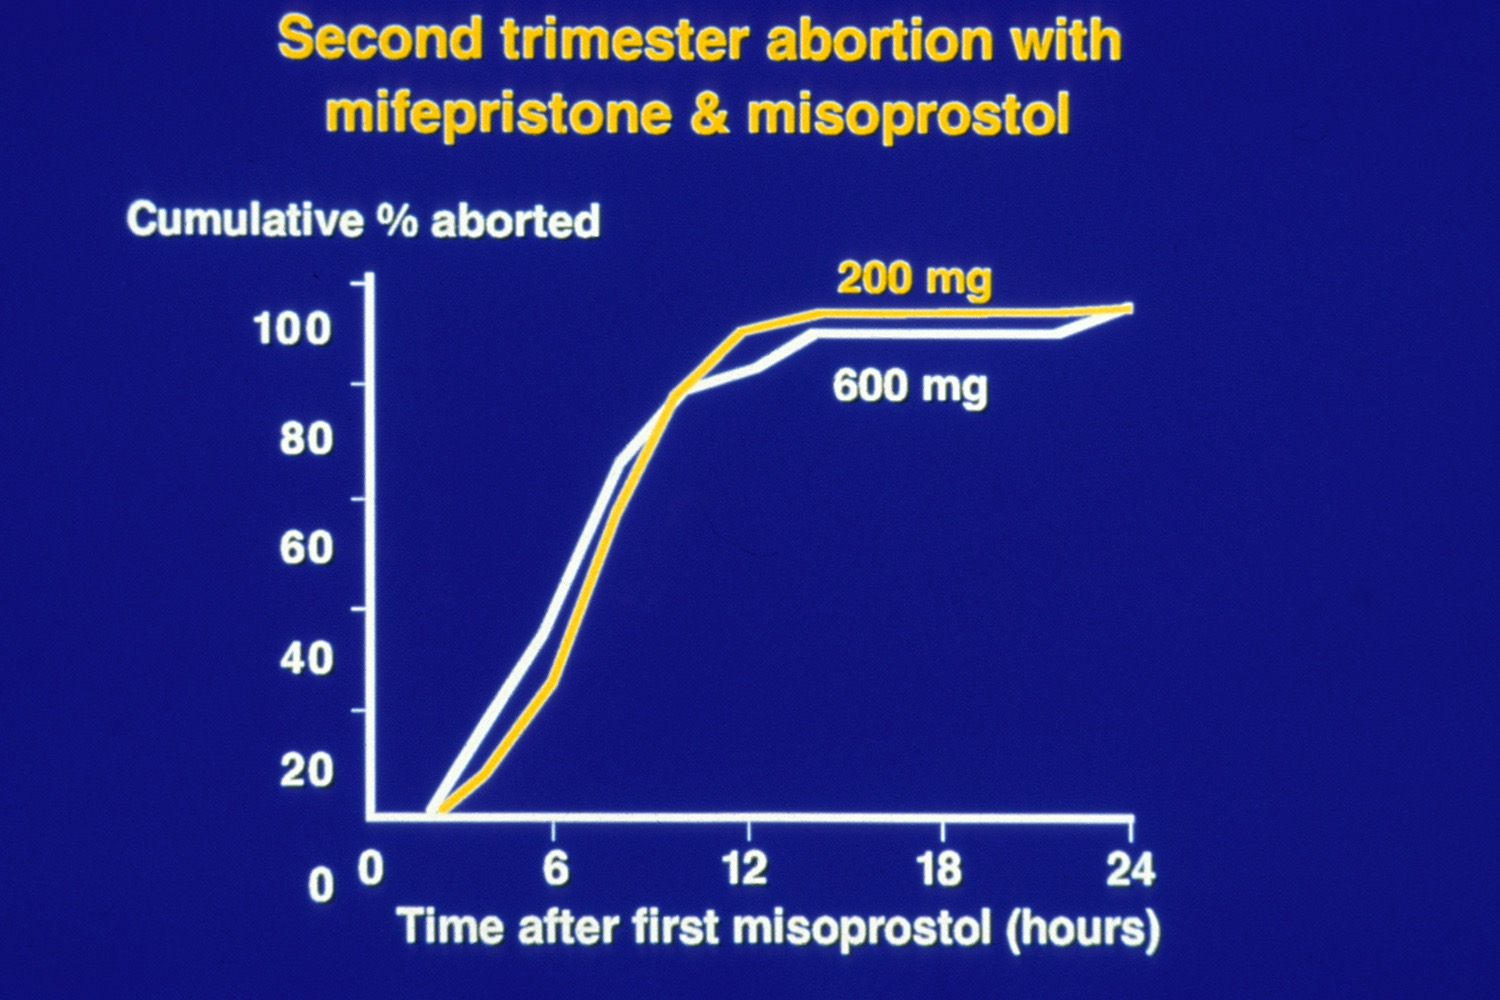 Second trimester abortion with
mifepristone & misoprostol
Cumulative % aborted
200 mg
100
600 mg
80
60
40
20
0
0 6 12 18 24
Time after first misoprostol (hours)